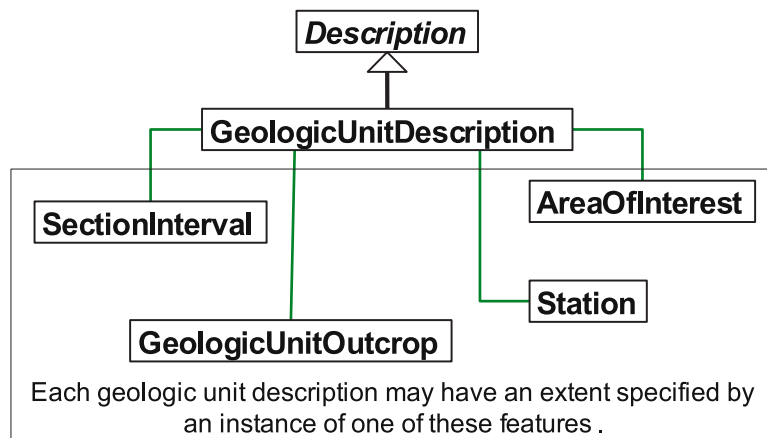 Description
GeologicUnitDescription
AreaOfInterest
SectionInterval
Station
GeologicUnitOutcrop
Each geologic unit description may have an extent specified by
an instance of one of these features .